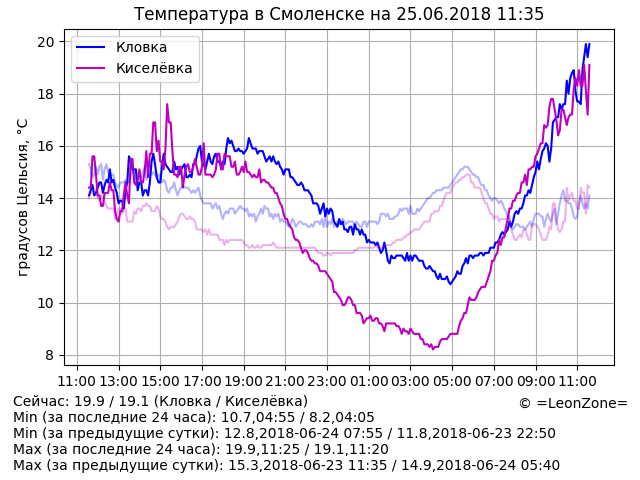 Температура в Смоленске на 25.06.2018 11:35
Кловка
Киселёвка
градусов Цельсия, °C
20
18
16
14
12
10
8
11:00 13:00 15:00 17:00 19:00 21:00 23:00 01:00 03:00 05:00 07:00 09:00 11:00
Сейчас: 19.9 / 19.1 (Кловка / Киселёвка)
© =LeonZone=
Min (за последние 24 часа): 10.7,04:55 / 8.2,04:05
Min (за предыдущие сутки): 12.8,2018-06-24 07:55 / 11.8,2018-06-23 22:50
Max (за последние 24 часа): 19.9,11:25 / 19.1,11:20
Max (за предыдущие сутки): 15.3,2018-06-23 11:35 / 14.9,2018-06-24 05:40